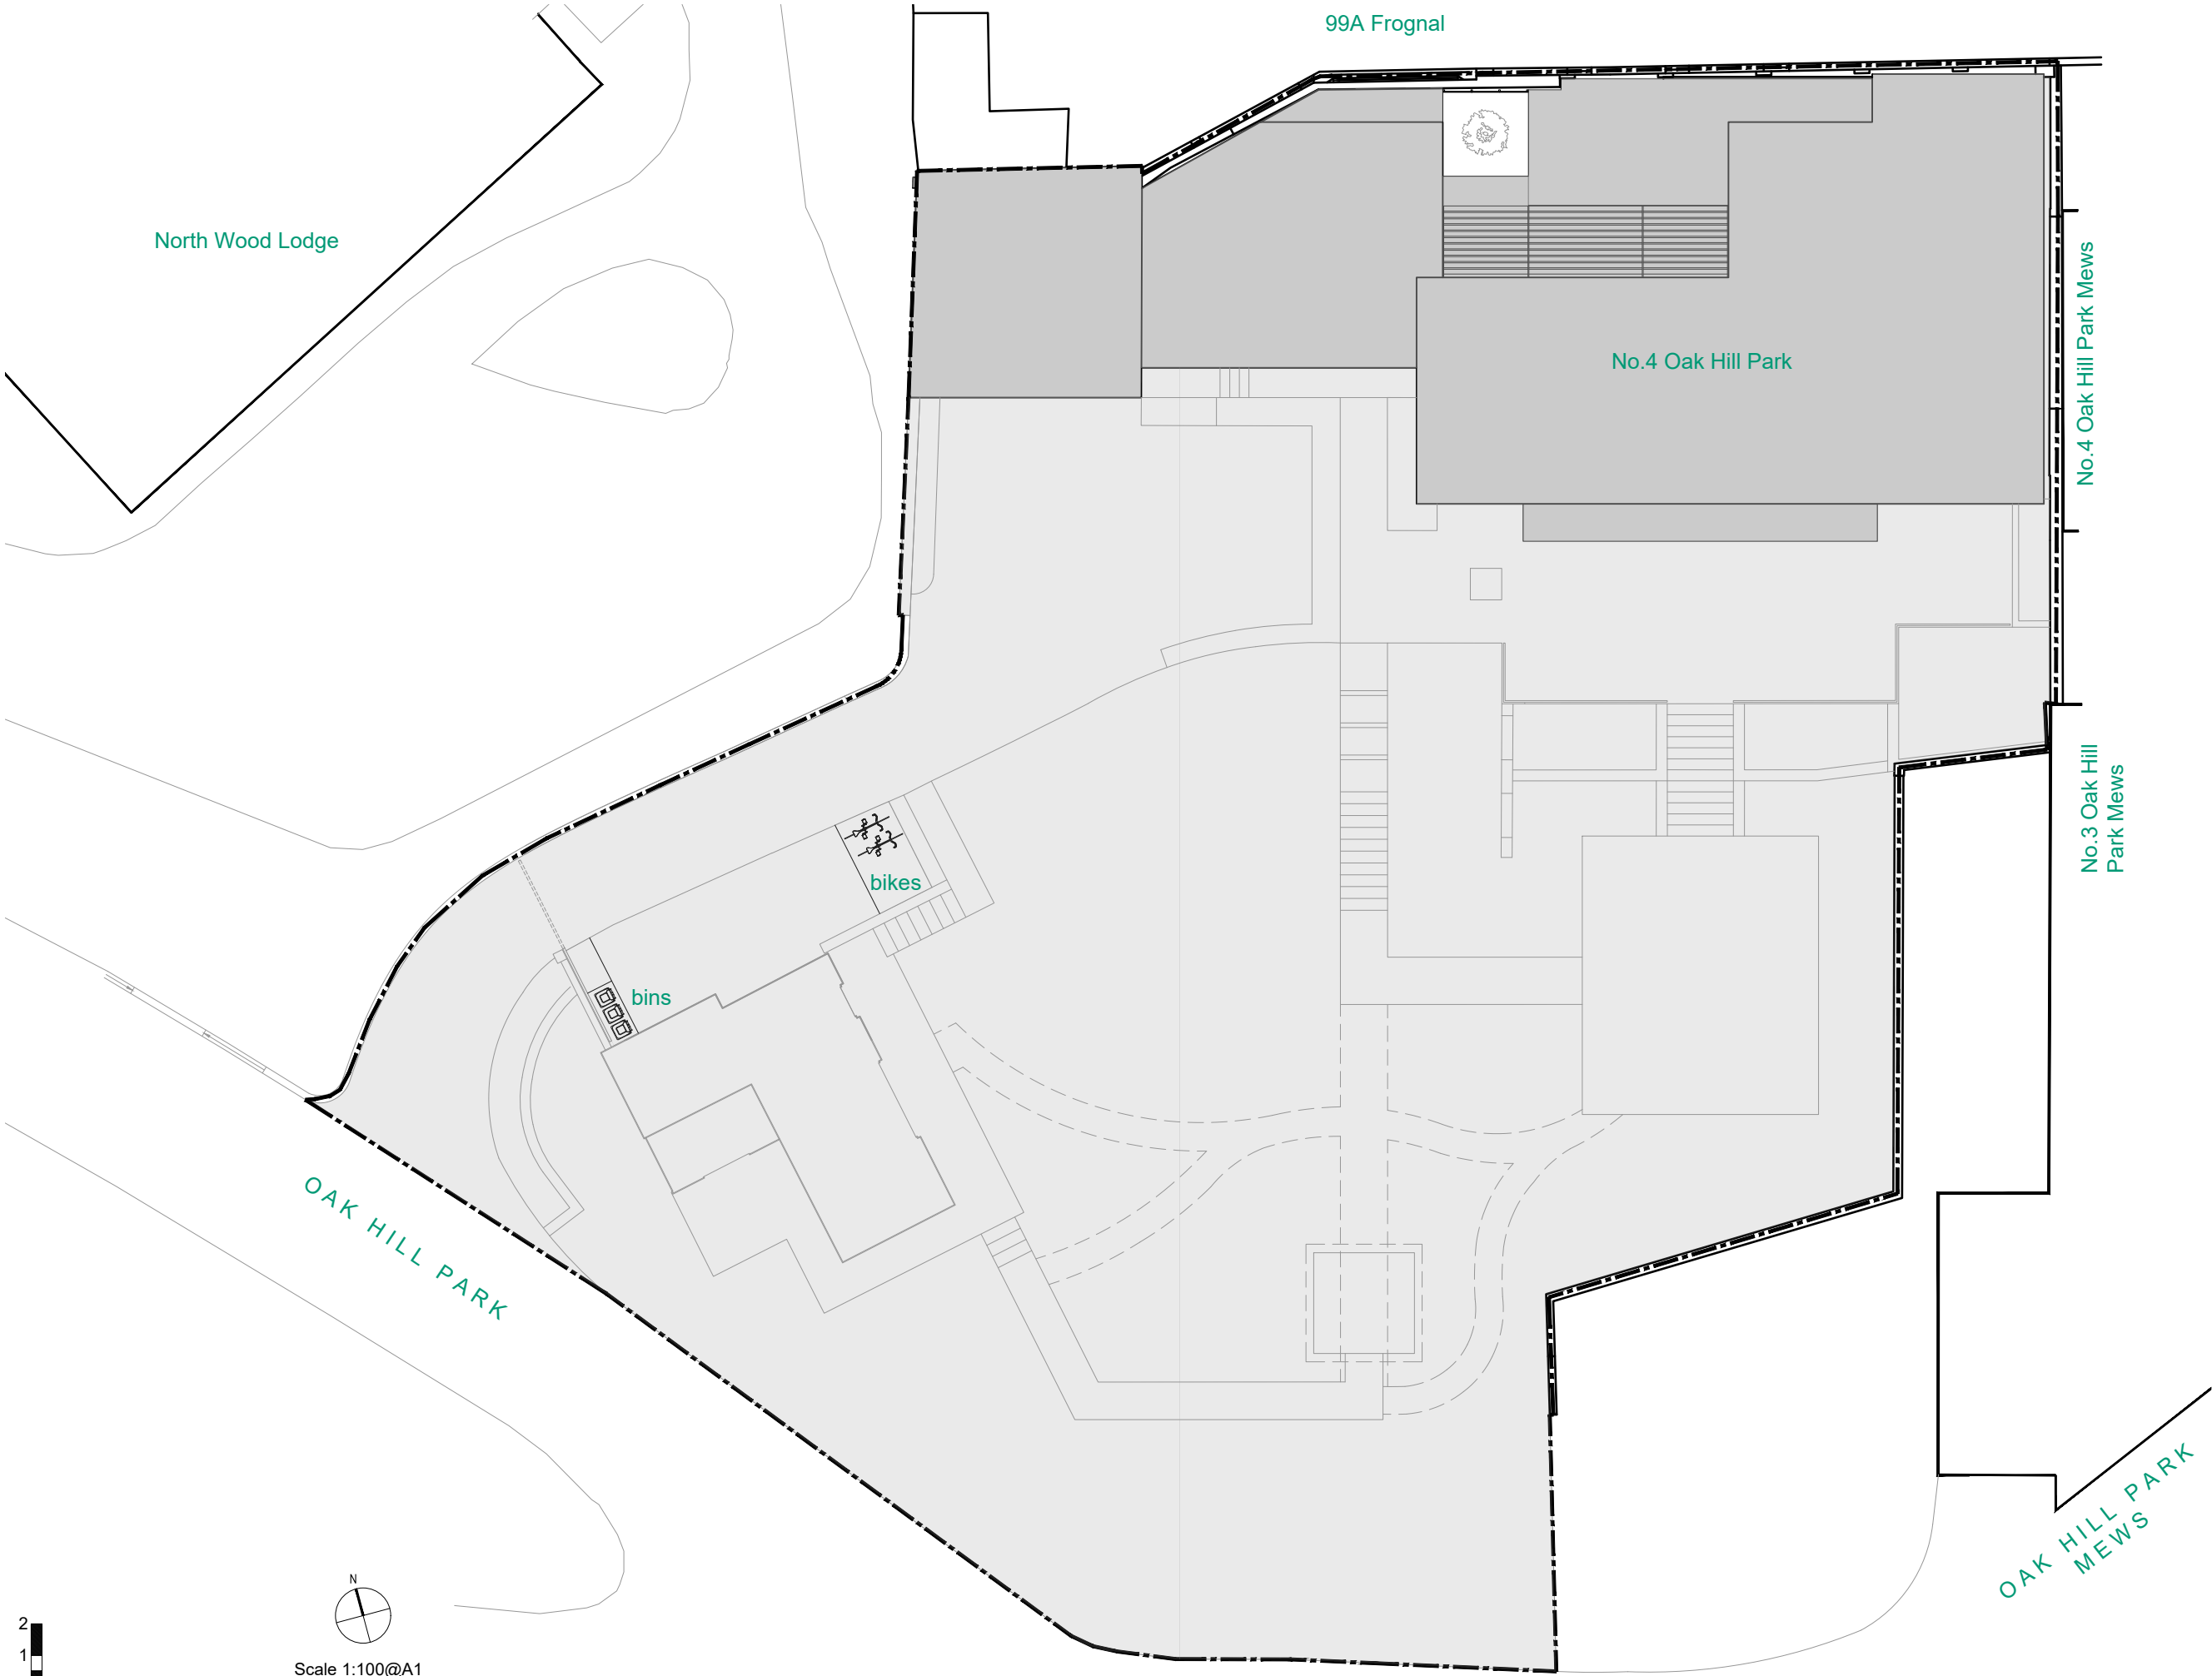 99A Frognal
North Wood Lodge
No.4 Oak Hill Park
No.4 Oak Hill Park Mews
No.3 Oak Hill
Park Mews
bikes
bins
OAK HILL PARK
OAK HILL PARK
MEWS
N
2
1
Scale 1:100@A1